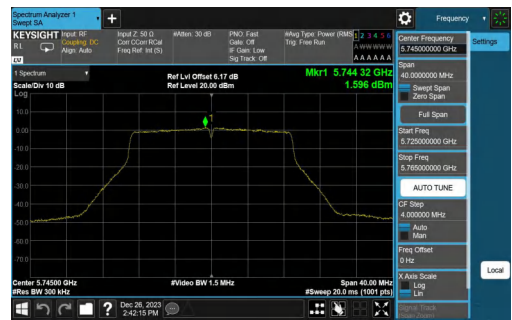 Spectrum Analyzer 1
Swept SA
Frequency
KEYSIGHT
Input: RF
Coupling: DC
Align: Auto
Input Z: 50 Ω
Corr CCorr RCal
Freq Ref: Int (S)
#Atten: 30 dB
PNO: Fast
Gate: Off
IF Gain: Low
Sig Track: Off
#Avg Type: Power (RMS
Trig: Free Run
1 2 3 4 5 6
A W W W W W
A A A A A A
RL
LV
1 Spectrum
Scale/Div 10 dB
Log
Ref Lvl Offset 6.17 dB
Ref Level 20.00 dBm
Mkr1 5.744 32 GHz
1.596 dBm
10.0
0.00
-10.0
-20.0
-30.0
-40.0
-50.0
-60.0
-70.0
1
Center 5.74500 GHz
#Res BW 300 kHz
#Video BW 1.5 MHz
Span 40.00 MHz
#Sweep 20.0 ms (1001 pts)
Dec 26, 2023
2:42:15 PM
Center Frequency
5.745000000 GHz
Settings
Span
40.0000000 MHz
Swept Span
Zero Span
Full Span
Start Freq
5.725000000 GHz
Stop Freq
5.765000000 GHz
AUTO TUNE
CF Step
4.000000 MHz
Auto
Man
Freq Offset
0 Hz
X Axis Scale
Log
Lin
Local
Signal Track